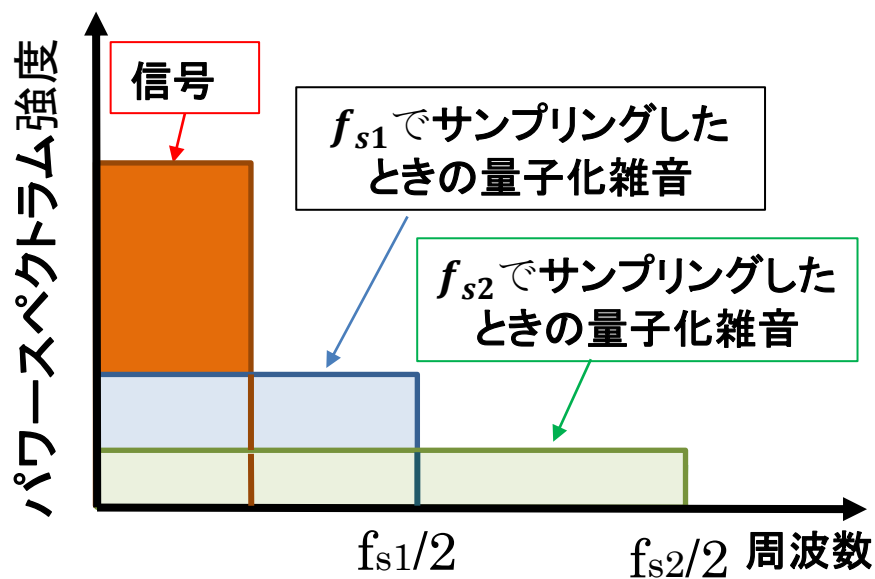 パワースペクトラム強度
信号
fs1でサンプリングした
ときの量子化雑音
fs2でサンプリングした
ときの量子化雑音
fs1/2
fs2/2
周波数